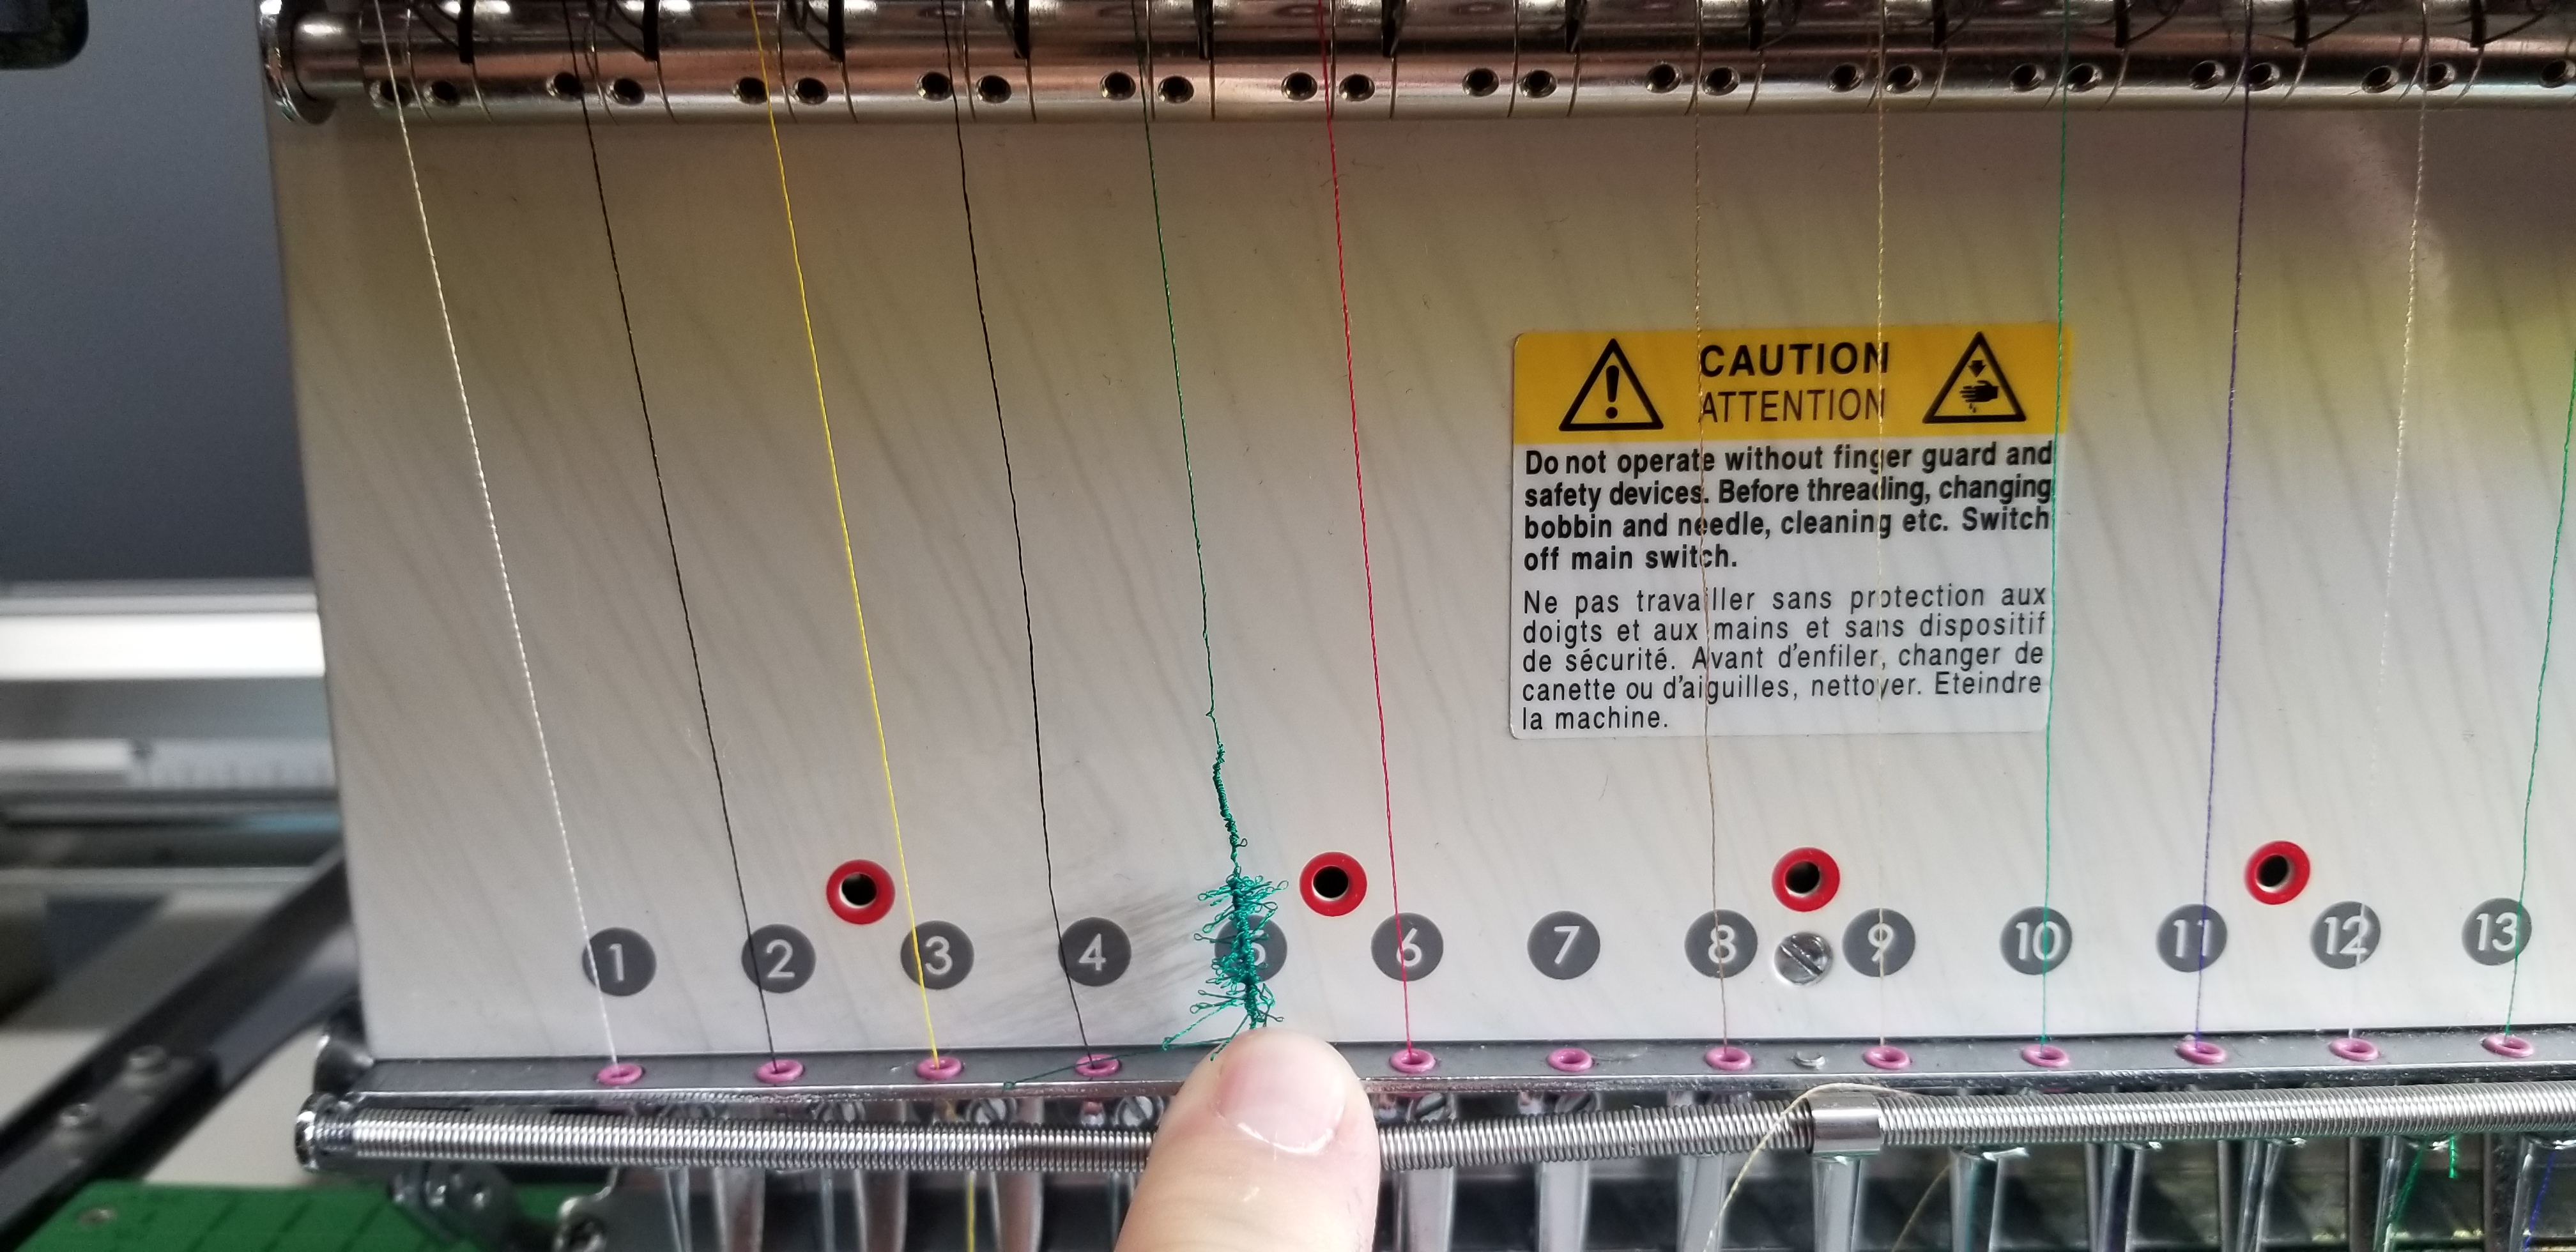 CAUTION
ATTENTION
Do not operate without finger guard and
safety devices. Before threading, changing
bobbin and needle, cleaning etc. Switch
off main switch.
Ne pas travailler sans protection aux
doigts et aux mains et sans dispositif
de sécurité. Avant d'enfiler, changer de
canette ou d'aiguilles, nettoyer. Eteindre
la machine.
1 2 3 4 5 6 7 8 9 10 11 12 13